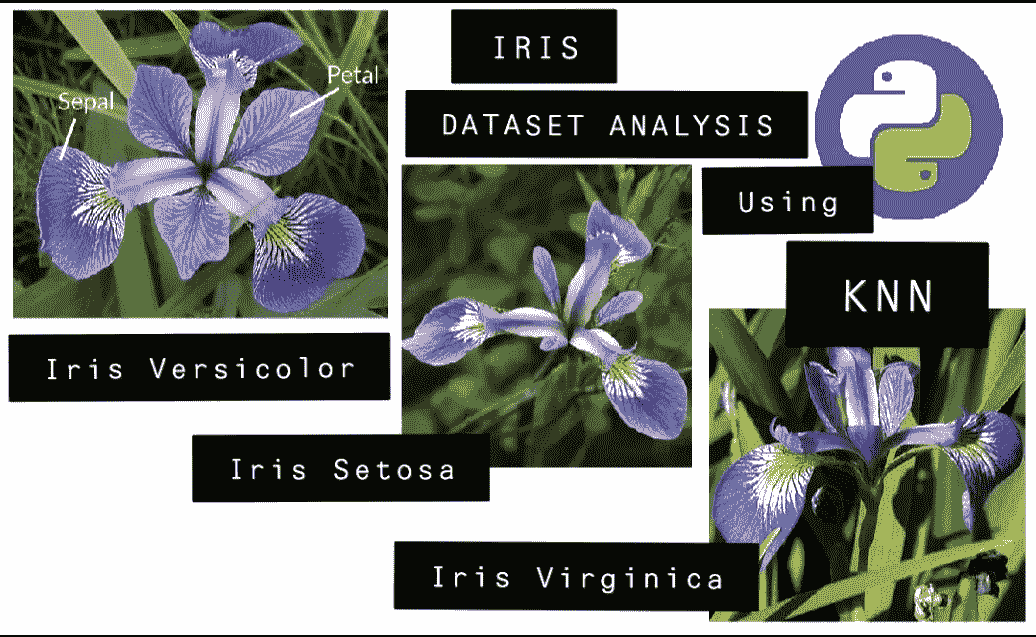 IRIS
DATASET ANALYSIS
Using
KNN
Sepal
Petal
Iris Versicolor
Iris Setosa
Iris Virginica